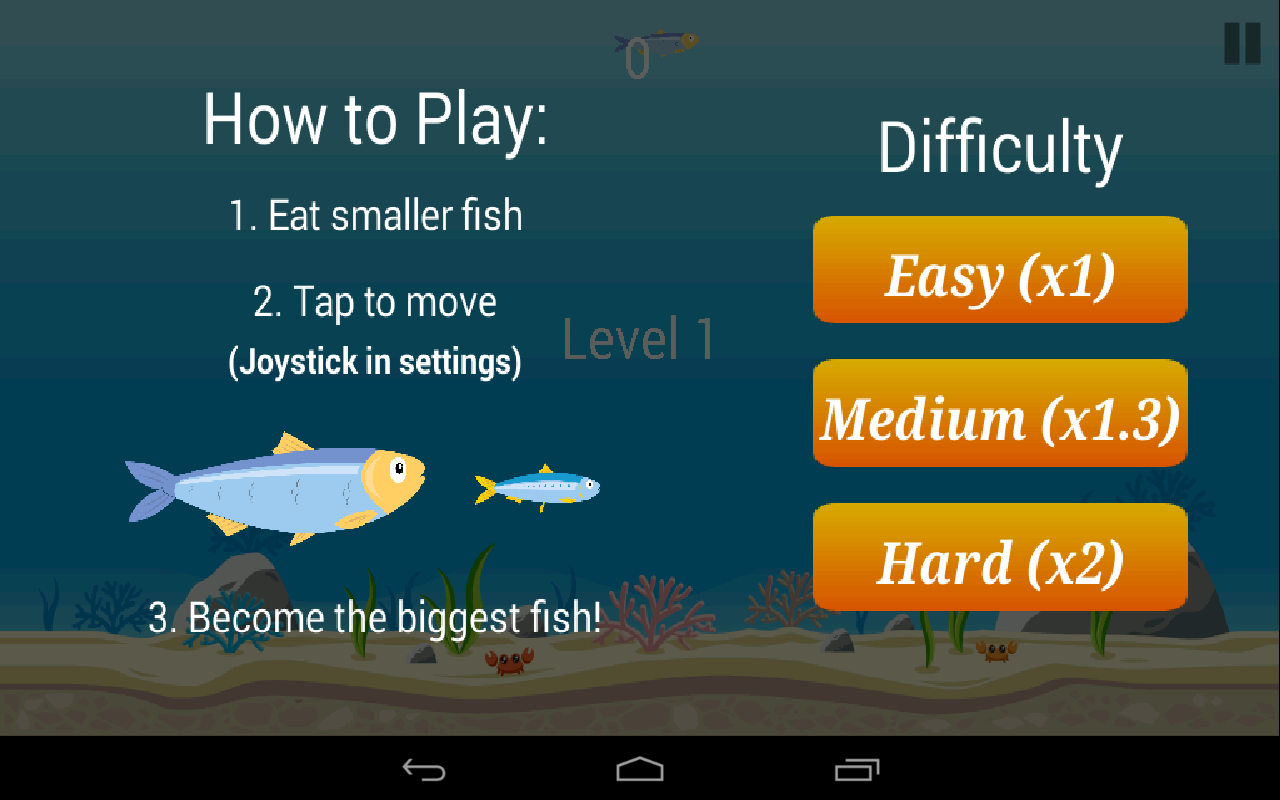 0
How to Play:
1. Eat smaller fish
2. Tap to move
(Joystick in settings)
Level 1
3. Become the biggest fish!
Difficulty
Easy (x1)
Medium (x1.3)
Hard (x2)